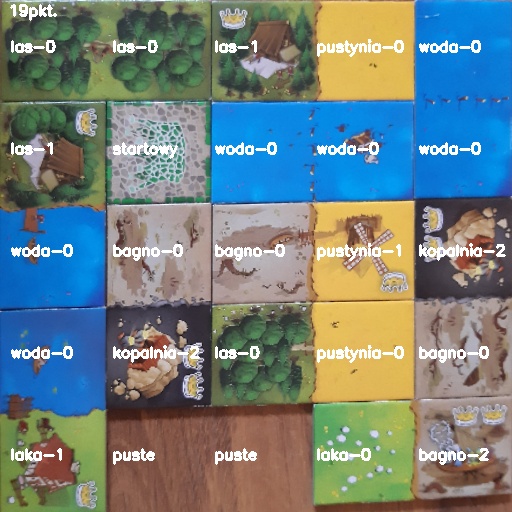 19pkt.
las-0 las-0 las-1 pustynia-0 woda-0
las-1 startowy woda-0 woda-0 woda-0
woda-0 bagno-0 bagno-0 pustynia-1 kopalnia-2
woda-0 kopalnia-2 las-0 pustynia-0 bagno-0
laka-1 puste puste laka-0 bagno-2